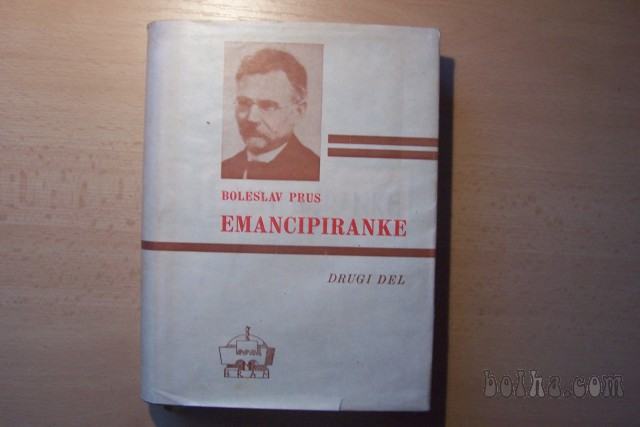 BOLESLAV PRUS
EMANCIPIRANKE
DRUGI DEL
bolha.com